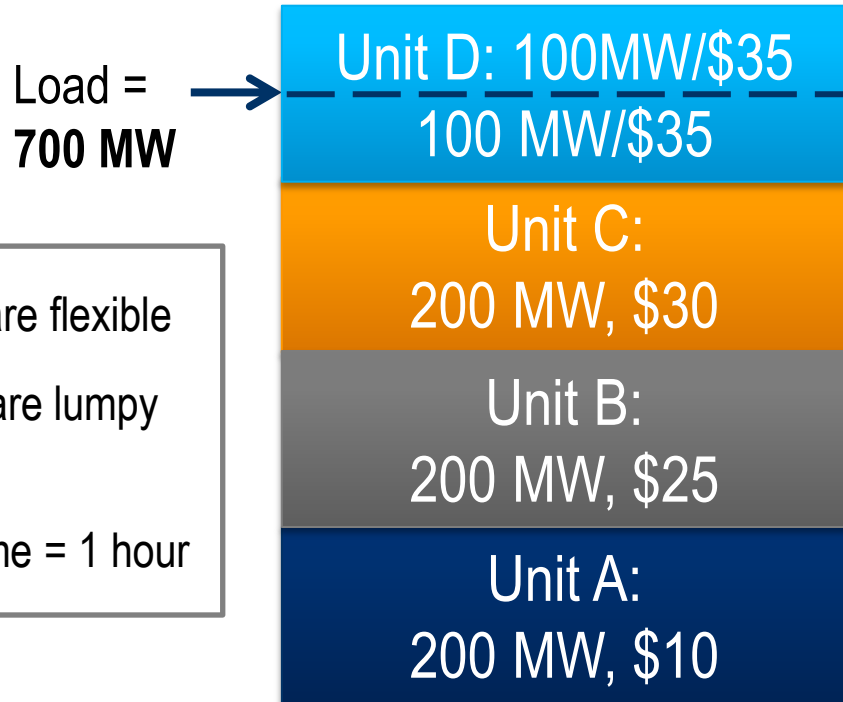 Load =
700 MW
Unit D: 100MW/$35
100 MW/$35
Unit C:
200 MW, $30
are flexible
are lumpy
Unit B:
200 MW, $25
= 1 hour
Unit A:
200 MW, $10